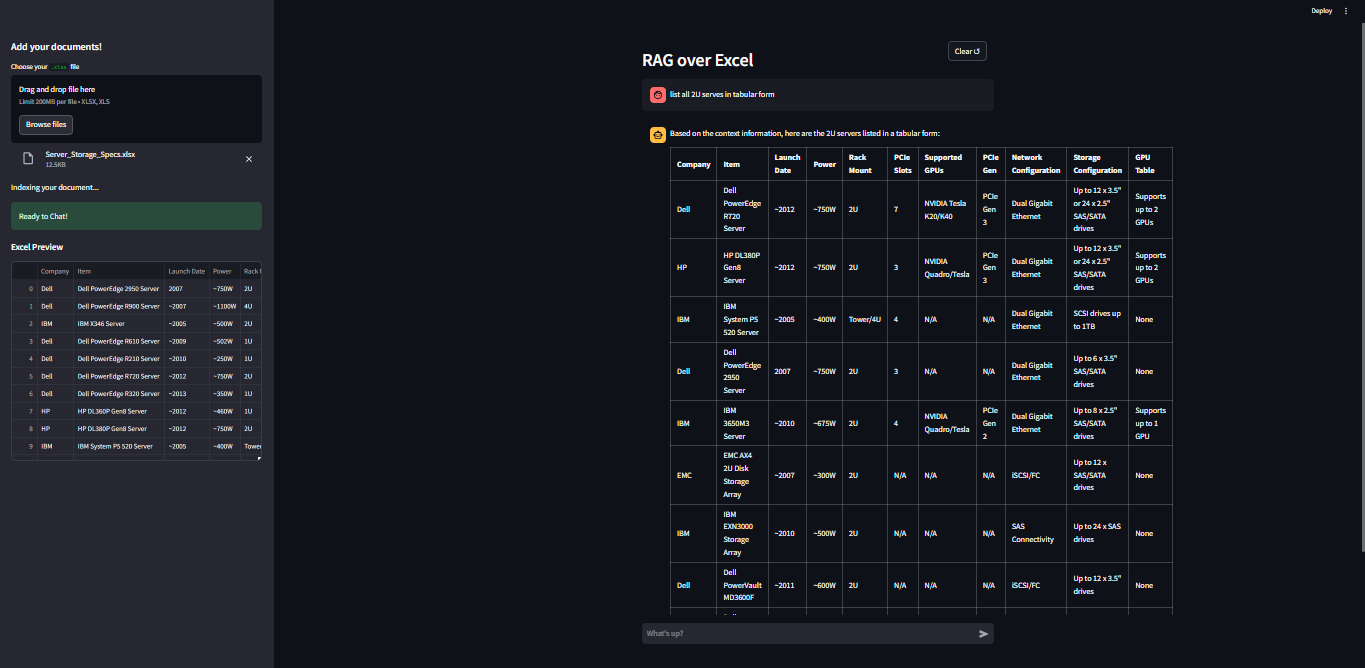 Deploy
Add your documents!
Choose your .xlsx file
Drag and drop file here
Limit 200MB per file • XLSX, XLS
Browse files
Server_Storage_Specs.xlsx
12.5KB
Indexing your document...
Ready to Chat!
Excel Preview
Company Item Launch Date Power Rack
0 Dell Dell PowerEdge 2950 Server 2007 ~750W 2U
1 Dell Dell PowerEdge R900 Server ~2007 ~1100W 4U
2 IBM IBM X346 Server ~2005 ~500W 2U
3 Dell Dell PowerEdge R610 Server ~2009 ~502W 1U
4 Dell Dell PowerEdge R210 Server ~2010 ~250W 1U
5 Dell Dell PowerEdge R720 Server ~2012 ~750W 2U
6 Dell Dell PowerEdge R320 Server ~2013 ~350W 1U
7 HP HP DL360P Gen8 Server ~2012 ~460W 1U
8 HP HP DL380P Gen8 Server ~2012 ~750W 2U
9 IBM IBM System P5 520 Server ~2005 ~400W Tower
RAG over Excel
Clear ↺
list all 2U serves in tabular form
Based on the context information, here are the 2U servers listed in a tabular form:
Company Item Launch Date Power Rack Mount PCIe Slots Supported GPUs PCIe Gen Network Configuration Storage Configuration GPU Table
Dell Dell PowerEdge R720 Server ~2012 ~750W 2U 7 NVIDIA Tesla K20/K40 PCIe Gen 3 Dual Gigabit Ethernet Up to 12 x 3.5" or 24 x 2.5" SAS/SATA drives Supports up to 2 GPUs
HP HP DL380P Gen8 Server ~2012 ~750W 2U 3 NVIDIA Quadro/Tesla PCIe Gen 3 Dual Gigabit Ethernet Up to 12 x 3.5" or 24 x 2.5" SAS/SATA drives Supports up to 2 GPUs
IBM IBM System P5 520 Server ~2005 ~400W Tower/4U 4 N/A N/A Dual Gigabit Ethernet SCSI drives up to 1TB None
Dell Dell PowerEdge 2950 Server 2007 ~750W 2U 3 N/A N/A Dual Gigabit Ethernet Up to 6 x 3.5" SAS/SATA drives None
IBM IBM 3650M3 Server ~2010 ~675W 2U 4 NVIDIA Quadro/Tesla PCIe Gen 2 Dual Gigabit Ethernet Up to 8 x 2.5" SAS/SATA drives Supports up to 1 GPU
EMC EMC AX4 2U Disk Storage Array ~2007 ~300W 2U N/A N/A N/A iSCSI/FC Up to 12 x SAS/SATA drives None
IBM IBM EXN3000 Storage Array ~2010 ~500W 2U N/A N/A N/A SAS Connectivity Up to 24 x SAS drives None
Dell Dell PowerVault MD3600F ~2011 ~600W 2U N/A N/A N/A iSCSI/FC Up to 12 x 3.5" drives None
What's up?